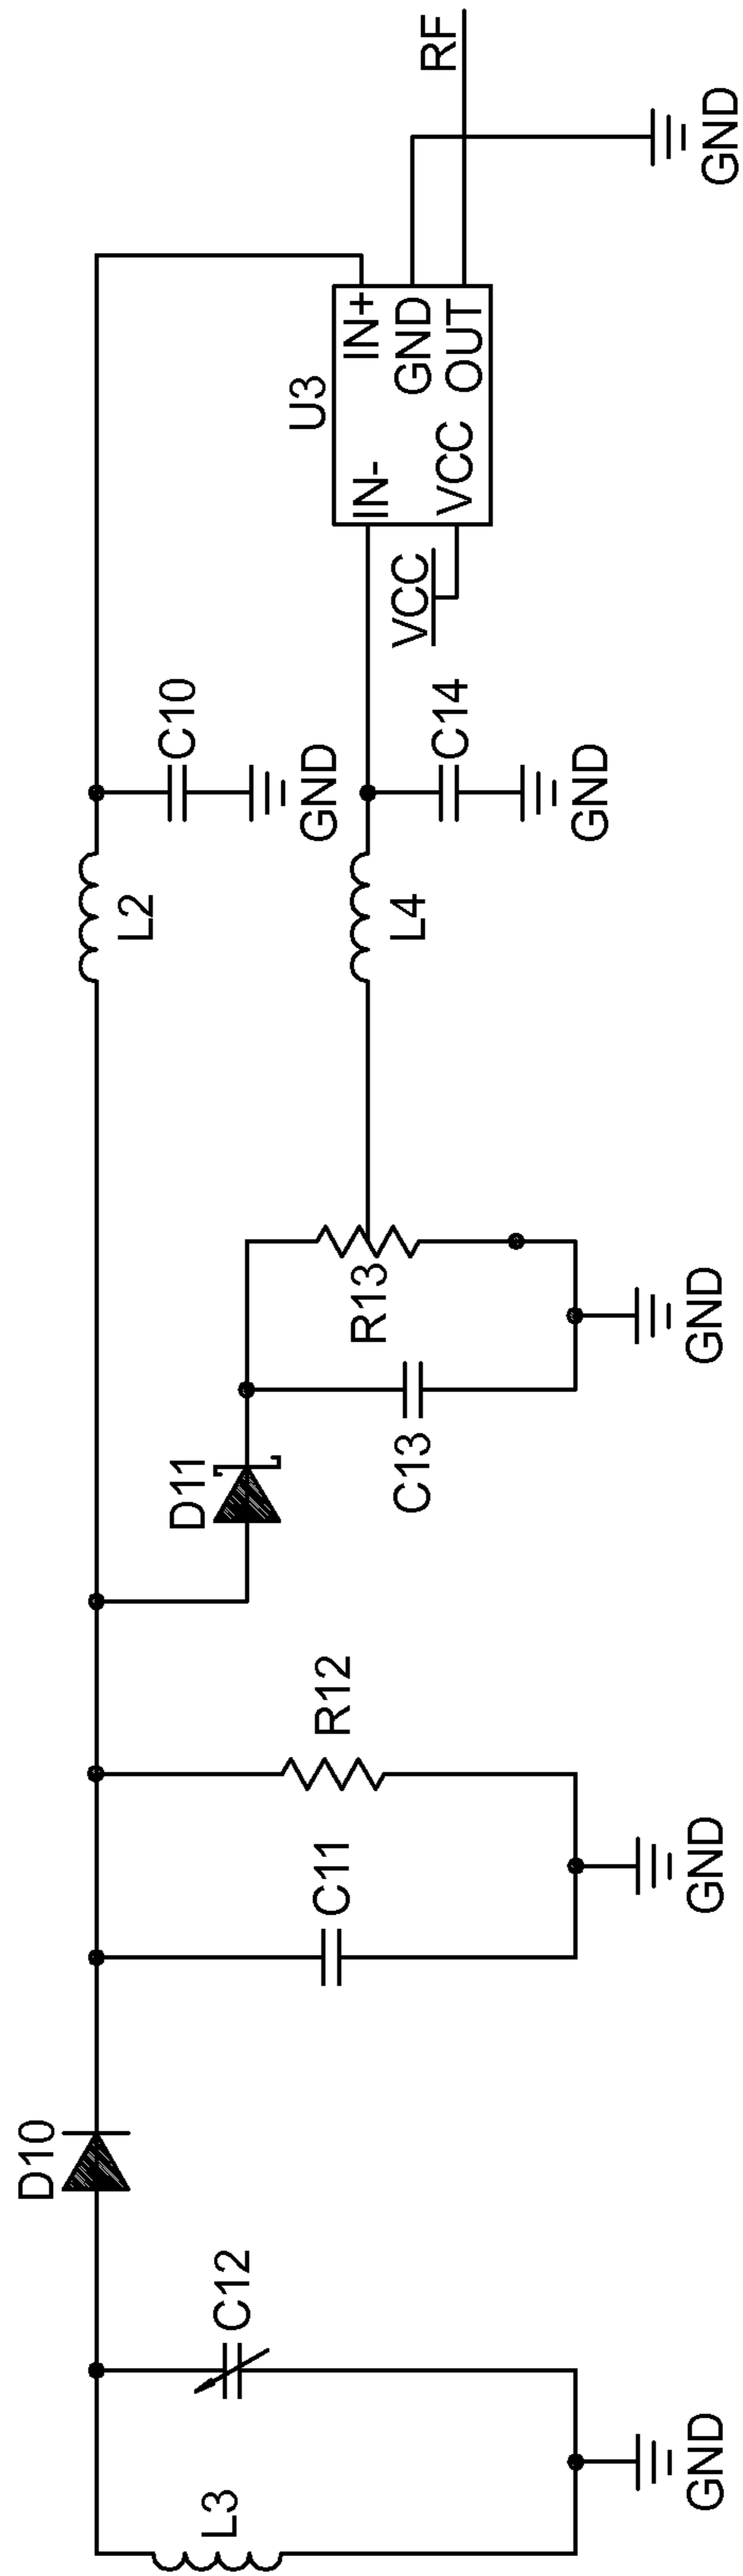 L3
C12
GND
D10
C11
R12
GND
D11
C13
R13
GND
L2
C10
GND
L4
C14
GND
VCC
U3
IN-
IN+
GND
VCC
OUT
RF
GND